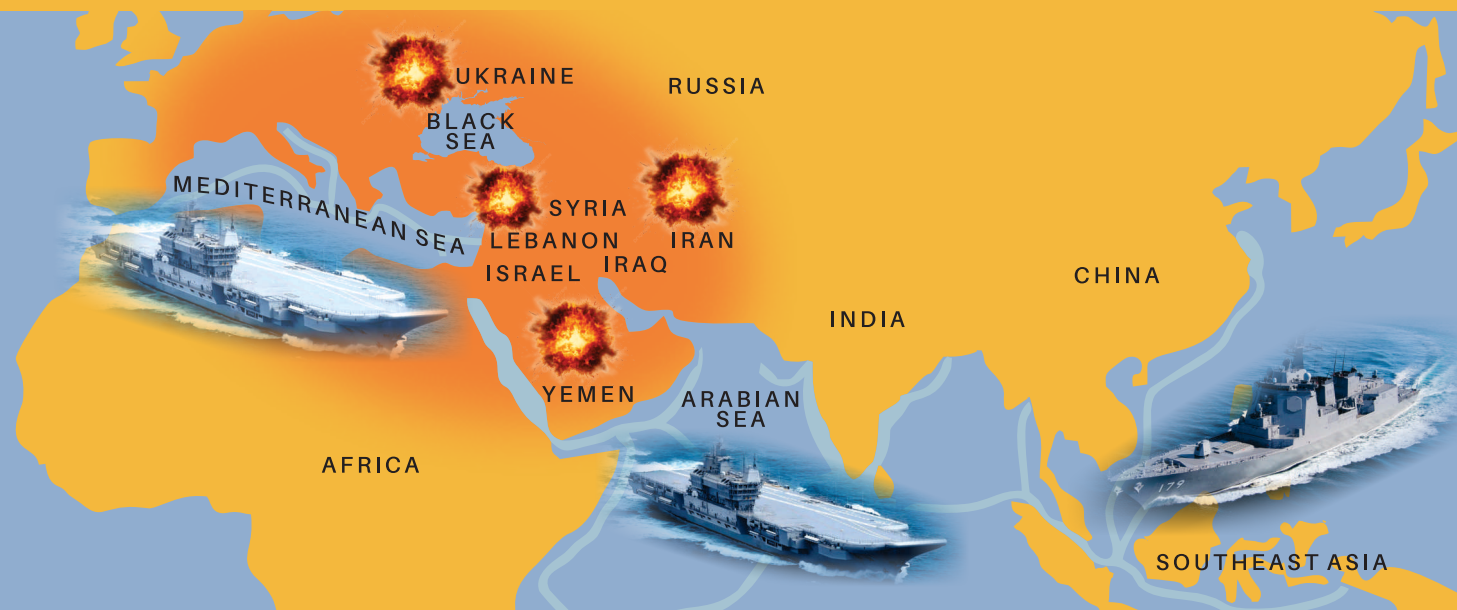 UKRAINE
RUSSIA
BLACK
SEA
MEDITERRANEAN SEA
SYRIA
LEBANON
IRAN
ISRAEL
IRAQ
CHINA
INDIA
YEMEN
ARABIAN
SEA
AFRICA
179
SOUTHEAST ASIA